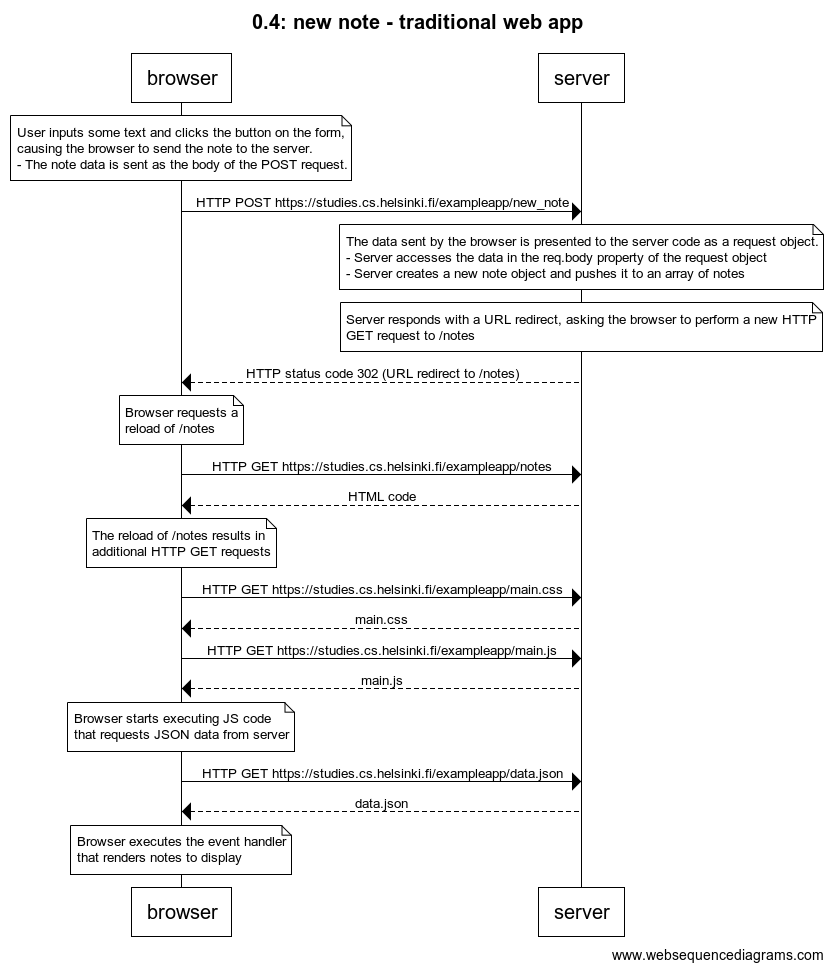 0.4: new note - traditional web app
browser
server
User inputs some text and clicks the button on the form,
causing the browser to send the note to the server.
- The note data is sent as the body of the POST request.
HTTP POST https://studies.cs.helsinki.fi/exampleapp/new_note
The data sent by the browser is presented to the server code as a request object.
- Server accesses the data in the req.body property of the request object
- Server creates a new note object and pushes it to an array of notes
Server responds with a URL redirect, asking the browser to perform a new HTTP
GET request to /notes
HTTP status code 302 (URL redirect to /notes)
Browser requests a
reload of /notes
HTTP GET https://studies.cs.helsinki.fi/exampleapp/notes
HTML code
The reload of /notes results in
additional HTTP GET requests
HTTP GET https://studies.cs.helsinki.fi/exampleapp/main.css
main.css
HTTP GET https://studies.cs.helsinki.fi/exampleapp/main.js
main.js
Browser starts executing JS code
that requests JSON data from server
HTTP GET https://studies.cs.helsinki.fi/exampleapp/data.json
data.json
Browser executes the event handler
that renders notes to display
browser
server
www.websequencediagrams.com